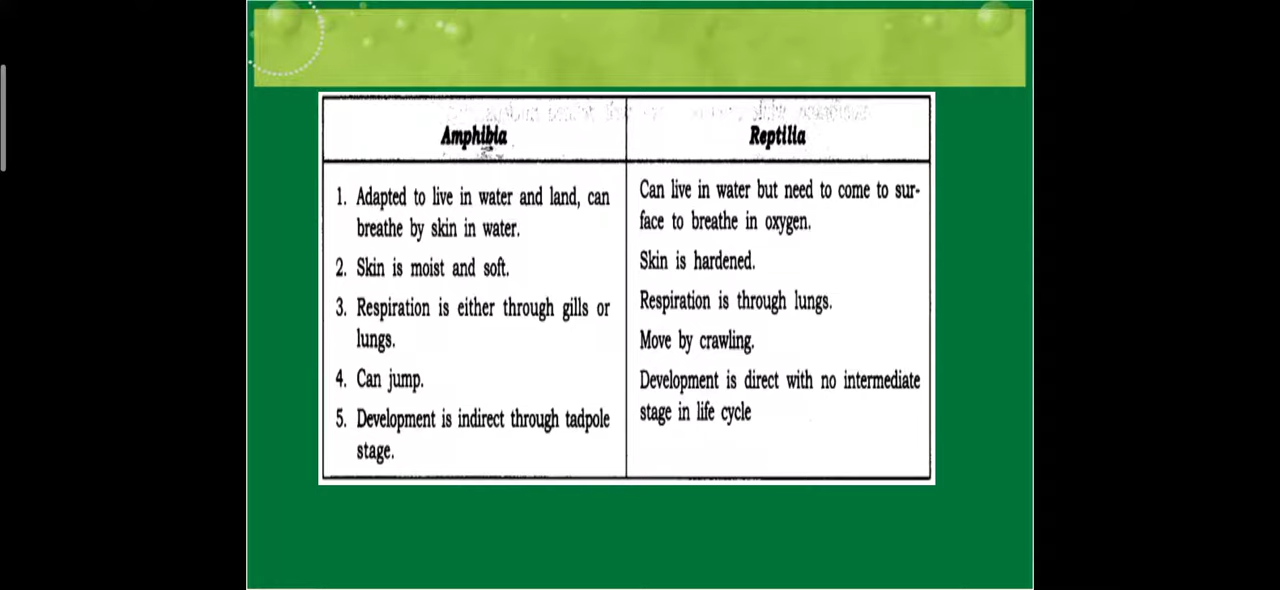 Amphibia
Reptilia
1. Adapted to live in water and land, can
breathe by skin in water.
2. Skin is moist and soft.
3. Respiration is either through gills or
lungs.
4. Can jump.
5. Development is indirect through tadpole
stage.
Can live in water but need to come to sur-
face to breathe in oxygen.
Skin is hardened.
Respiration is through lungs.
Move by crawling.
Development is direct with no intermediate
stage in life cycle